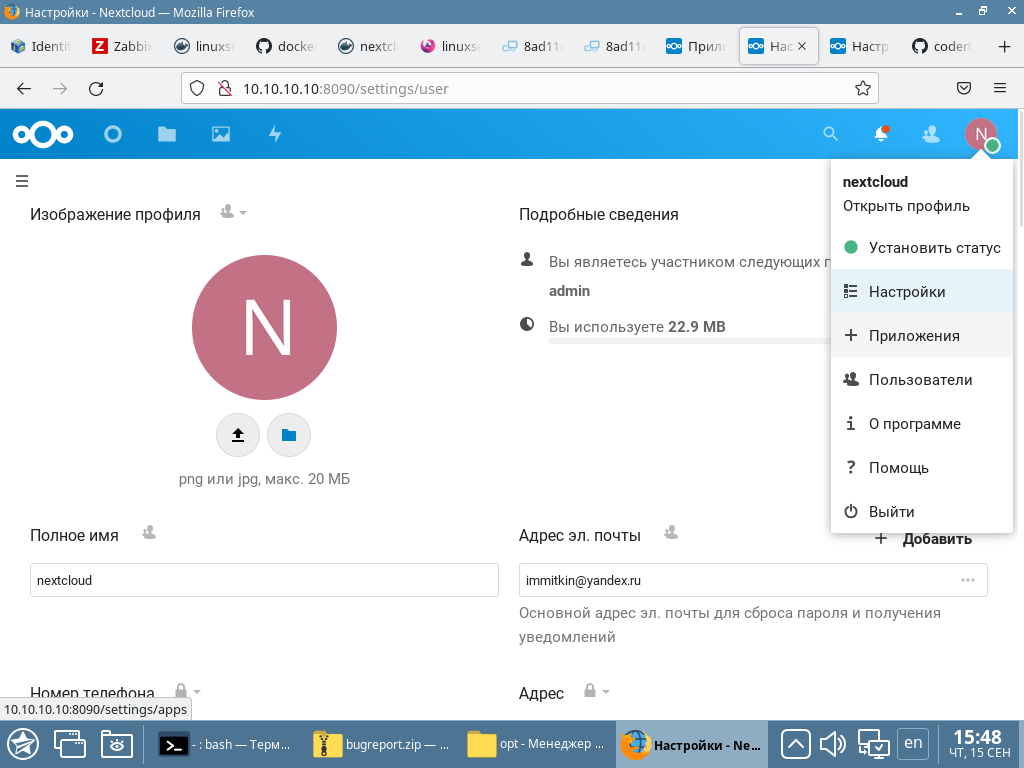 Настройки - Nextcloud — Mozilla Firefox
Identi
Z Zabbi
linuxse
docke
nextcl
linuxse
8ad11
8ad11
Прило
Нас
Настр
coder
10.10.10.10:8090/settings/user
N
nextcloud
Открыть профиль
Установить статус
Настройки
Приложения
Пользователи
О программе
Помощь
Выйти
Изображение профиля
N
png или jpg, макс. 20 МБ
Подробные сведения
Вы являетесь участником следующих г
admin
Вы используете 22.9 MB
Полное имя
nextcloud
Адрес эл. почты
Добавить
immitkin@yandex.ru
Основной адрес эл. почты для сброса пароля и получения
уведомлений
Номер телефона
Адрес
10.10.10.10:8090/settings/apps
- : bash — Терм...
bugreport.zip — ...
opt - Менеджер ...
Настройки - Ne...
en
15:48
ЧТ, 15 СЕН